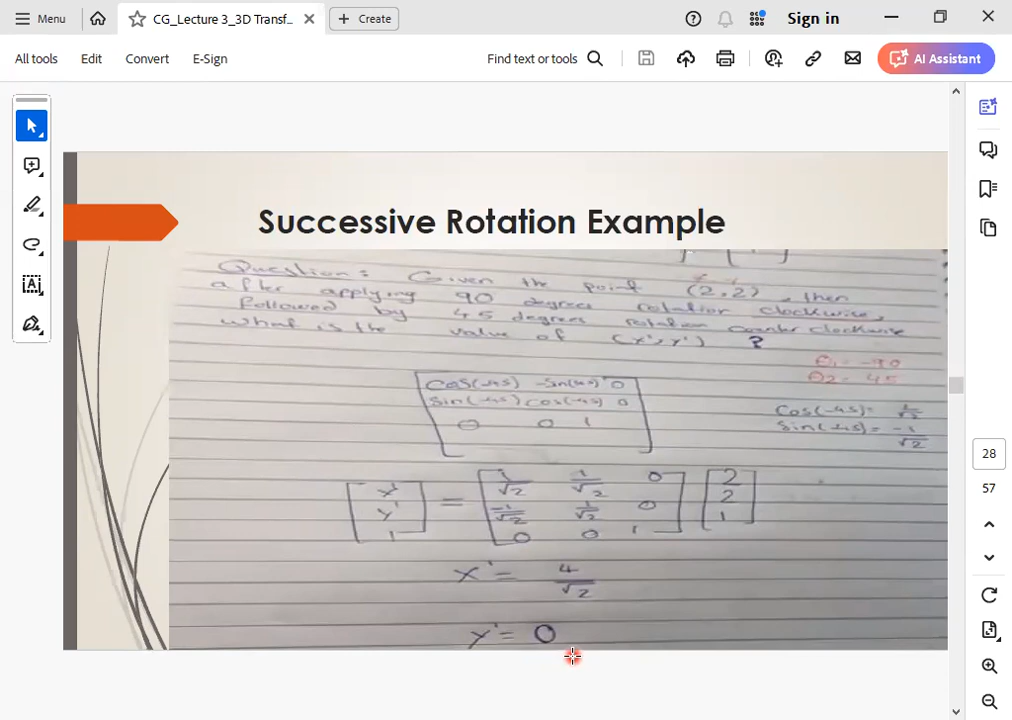 Menu
CG_Lecture 3_3D Transf...
Create
Sign in
All tools Edit Convert E-Sign
Find text or tools
AI Assistant
Successive Rotation Example
Question: Given the point (2,2), then
after applying 90 degrees rotation clockwise,
followed by 45 degrees rotation counter clockwise
what is the value of (x', y') ?
θ1 = -90
θ2 = 45
Cos(-45) -Sin(-45) 0
Sin(-45) Cos(-45) 0
0 0 1
Cos(-45) = 1/√2
Sin(-45) = -1/√2
[x' y' 1] = [1/√2 1/√2 0
-1/√2 1/√2 0
0 0 1] [2 2 1]
x' = 4/√2
y' = 0
28
57